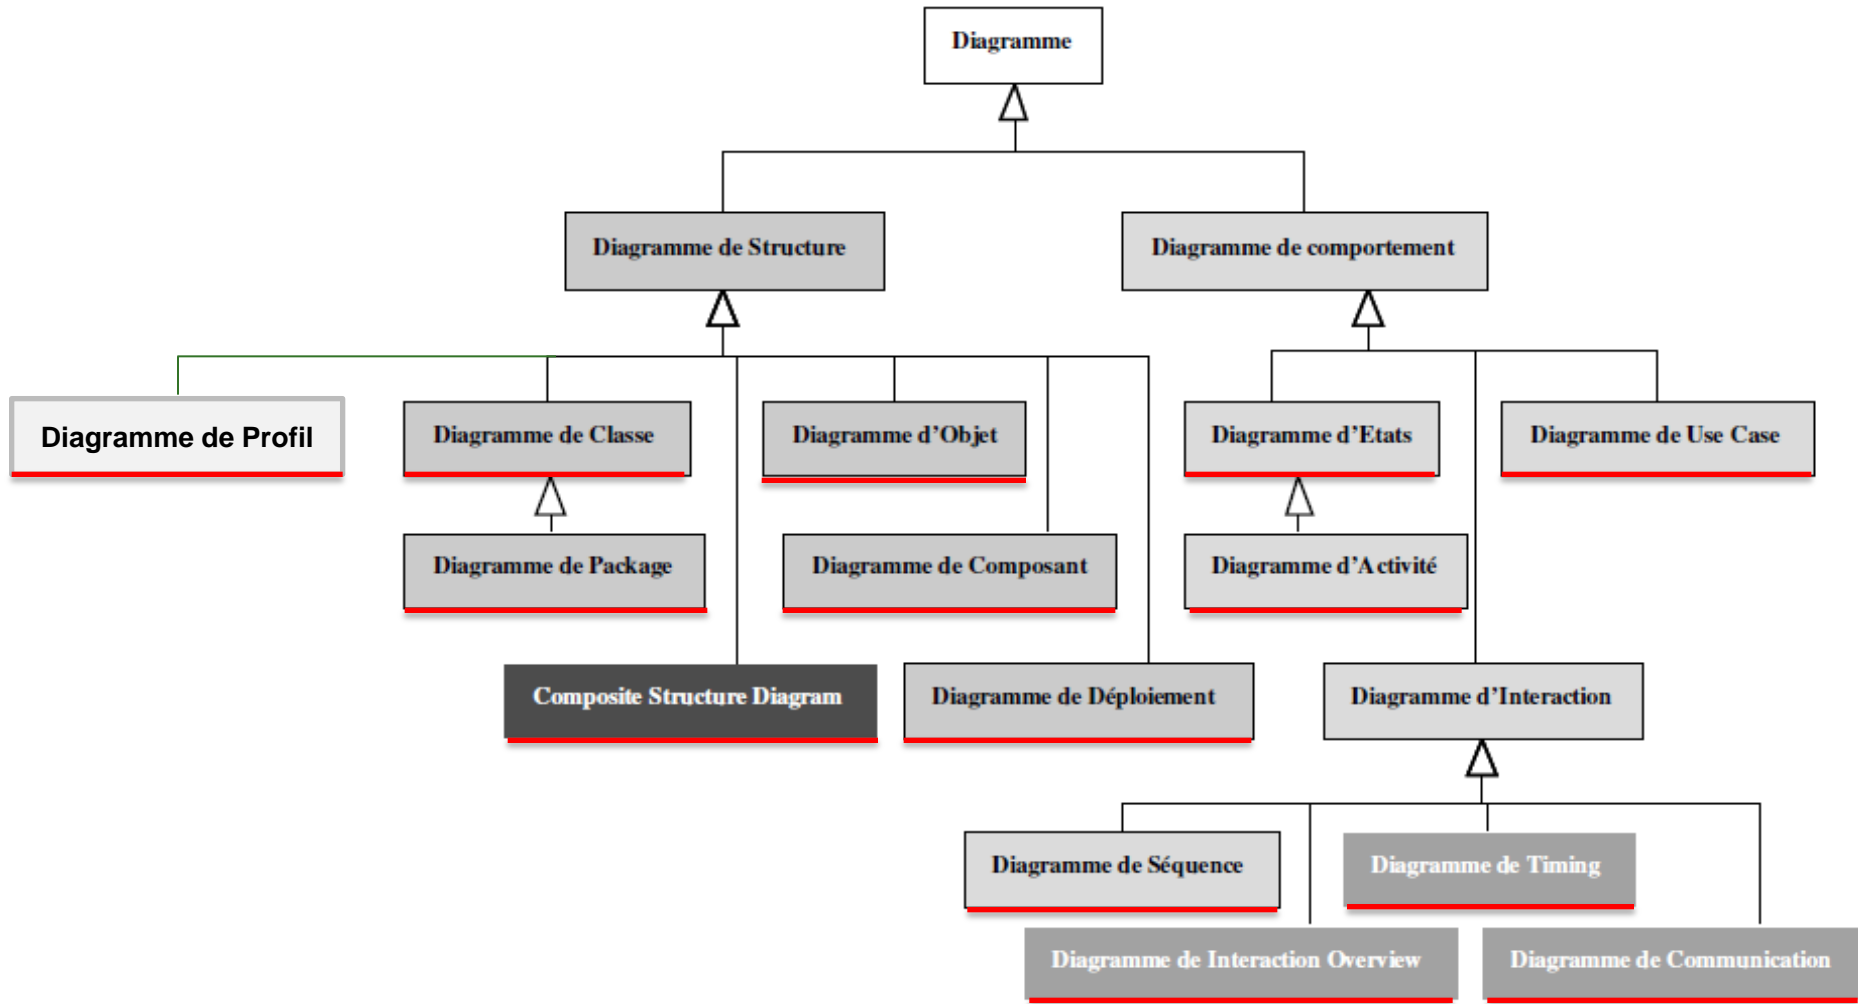 Diagramme
Diagramme de Structure
Diagramme de comportement
Diagramme de Profil
Diagramme de Classe
Diagramme d'Objet
Diagramme d'Etats
Diagramme de Use Case
Diagramme de Package
Diagramme de Composant
Diagramme d'Activité
Composite Structure Diagram
Diagramme de Déploiement
Diagramme d'Interaction
Diagramme de Séquence
Diagramme de Timing
Diagramme de Interaction Overview
Diagramme de Communication